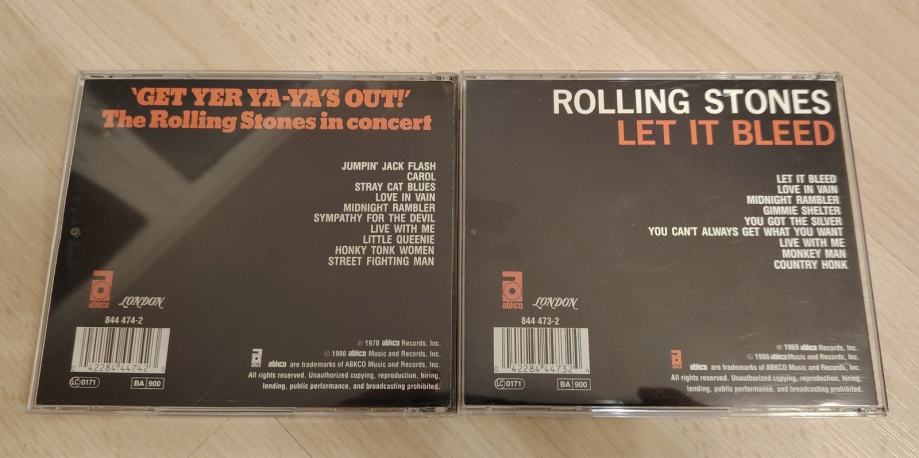 'GET YER YA-YA'S OUT!'
The Rolling Stones in concert
JUMPIN' JACK FLASH
CAROL
STRAY CAT BLUES
LOVE IN VAIN
MIDNIGHT RAMBLER
SYMPATHY FOR THE DEVIL
LIVE WITH ME
LITTLE QUEENIE
HONKY TONK WOMEN
STREET FIGHTING MAN
abkco
LONDON
844 474-2
42284 44742
LC 0171
BA 900
℗ 1970 abkco Records, Inc.
© 1986 abkco Music and Records, Inc.
abkco are trademarks of ABKCO Music and Records, Inc.
All rights reserved. Unauthorized copying, reproduction, hiring,
lending, public performance, and broadcasting prohibited.
ROLLING STONES
LET IT BLEED
LET IT BLEED
LOVE IN VAIN
MIDNIGHT RAMBLER
GIMMIE SHELTER
YOU GOT THE SILVER
YOU CAN'T ALWAYS GET WHAT YOU WANT
LIVE WITH ME
MONKEY MAN
COUNTRY HONK
abkco
LONDON
844 473-2
0 42284 44732
LC 0171
BA 900
℗ 1969 abkco Records, Inc.
© 1986 abkco Music and Records, Inc.
abkco are trademarks of ABKCO Music and Records, Inc.
All rights reserved. Unauthorized copying, reproduction, hiring,
lending, public performance, and broadcasting prohibited.